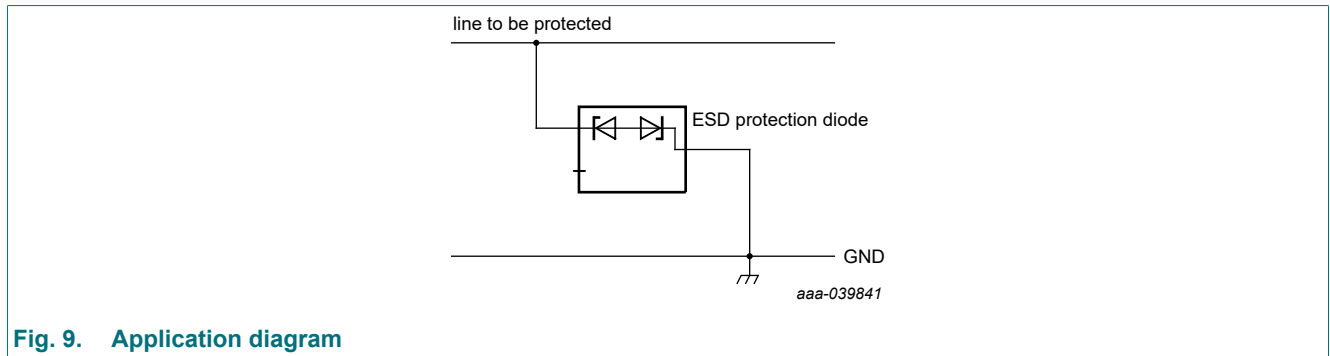 line to be protected
ESD protection diode
GND
aaa-039841
Fig. 9. Application diagram